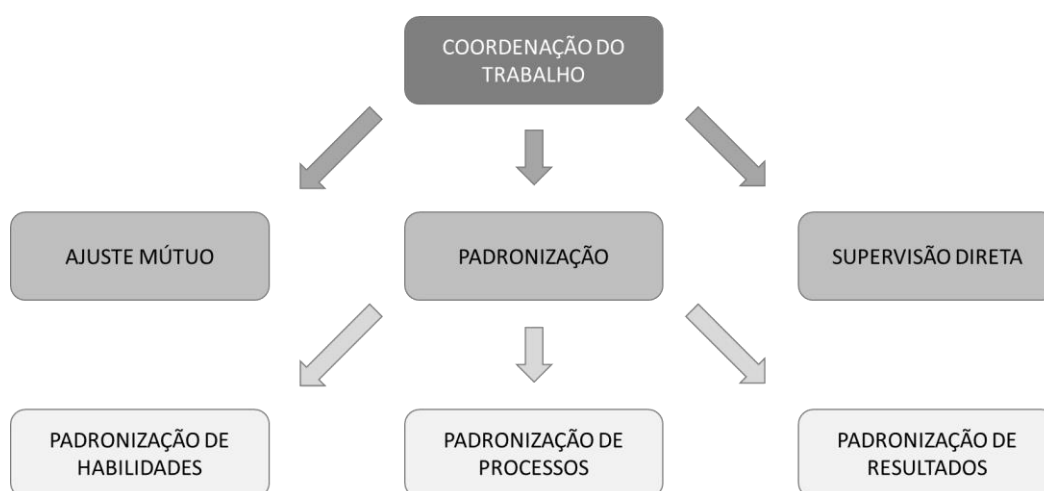 COORDENAÇÃO DO
TRABALHO
AJUSTE MÚTUO
PADRONIZAÇÃO
SUPERVISÃO DIRETA
PADRONIZAÇÃO DE
HABILIDADES
PADRONIZAÇÃO DE
PROCESSOS
PADRONIZAÇÃO DE
RESULTADOS